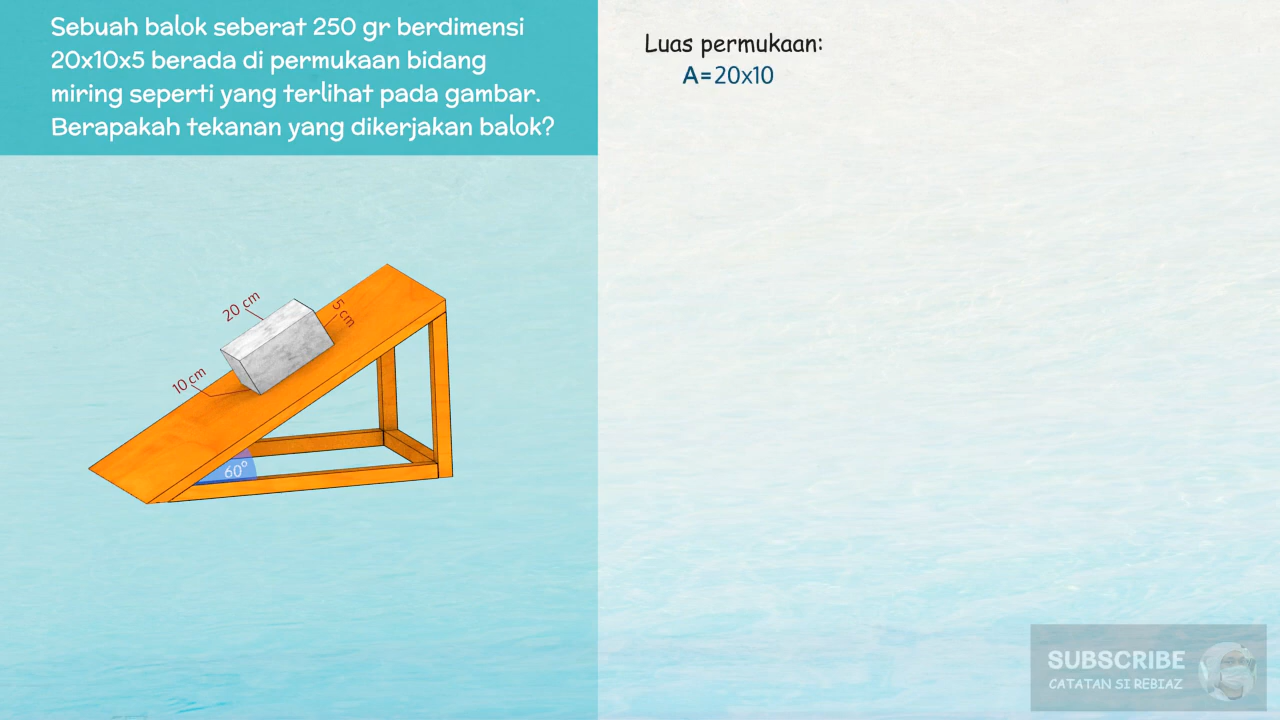 Sebuah balok seberat 250 gr berdimensi
20x10x5 berada di permukaan bidang
miring seperti yang terlihat pada gambar.
Berapakah tekanan yang dikerjakan balok?
Luas permukaan:
A=20x10
20 cm
5 cm
10 cm
60°
SUBSCRIBE
CATATAN SI REBIAZ